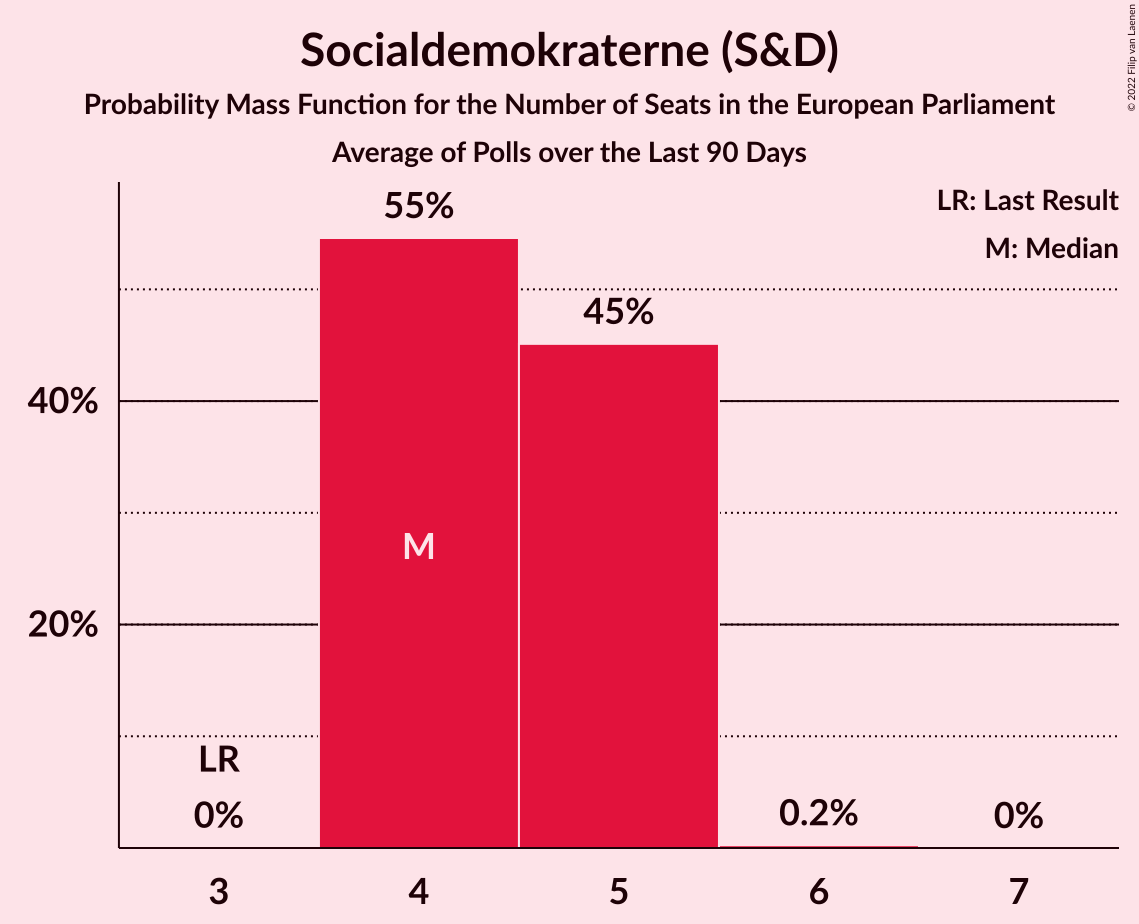 Socialdemokraterne (S&D)
Probability Mass Function for the Number of Seats in the European Parliament
Average of Polls over the Last 90 Days
© 2022 Filip van Laenen
LR: Last Result
M: Median
55%
45%
40%
M
20%
LR
0%
0.2%
0%
3 4 5 6 7